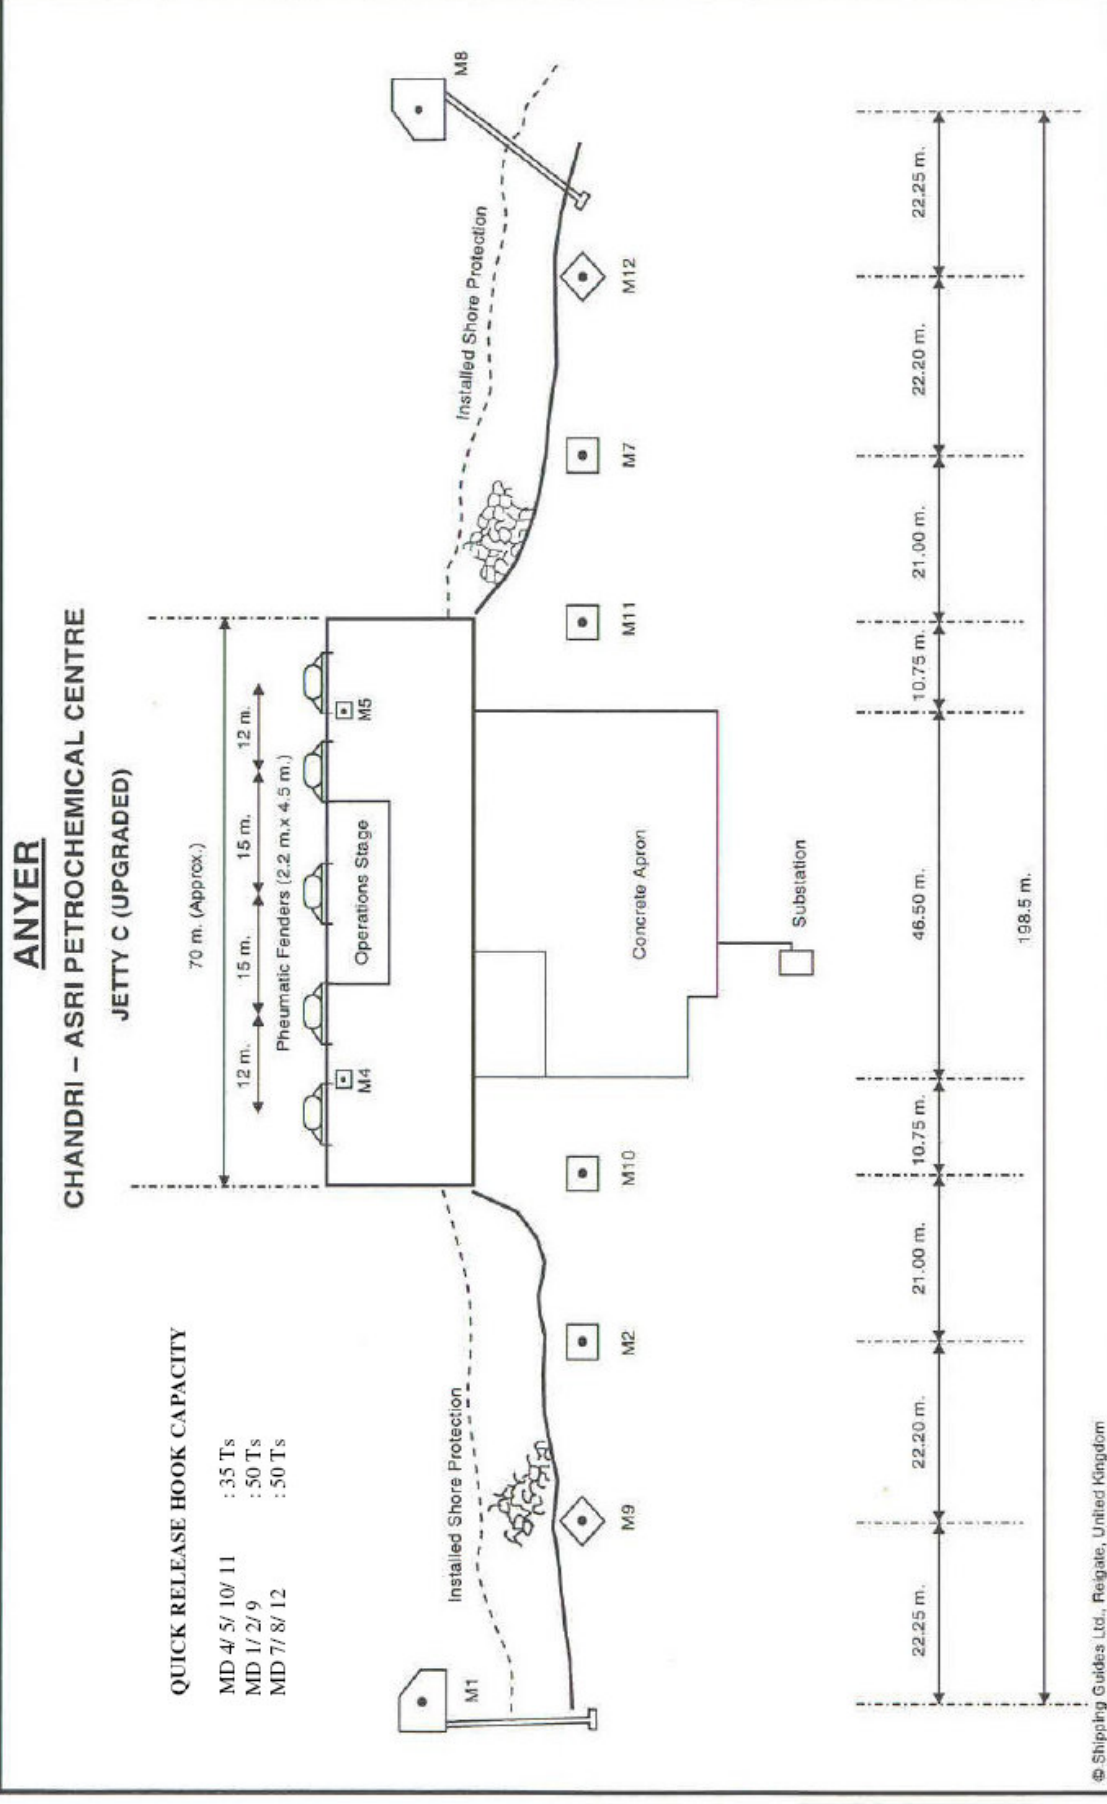 ANYER
CHANDRI – ASRI PETROCHEMICAL CENTRE
JETTY C (UPGRADED)
QUICK RELEASE HOOK CAPACITY
MD 4/ 5/ 10/ 11 : 35 Ts
MD 1/ 2/ 9 : 50 Ts
MD 7/ 8/ 12 : 50 Ts
70 m. (Approx.)
12 m. 15 m. 15 m. 12 m.
Pneumatic Fenders (2.2 m.x 4.5 m.)
M4 Operations Stage M5
M1 M8
Installed Shore Protection
Installed Shore Protection
M9 M2 M10 M11 M7 M12
Concrete Apron
Substation
22.25 m. 22.20 m. 21.00 m. 10.75 m. 46.50 m. 10.75 m. 21.00 m. 22.20 m. 22.25 m.
198.5 m.
© Shipping Guides Ltd., Reigate, United Kingdom